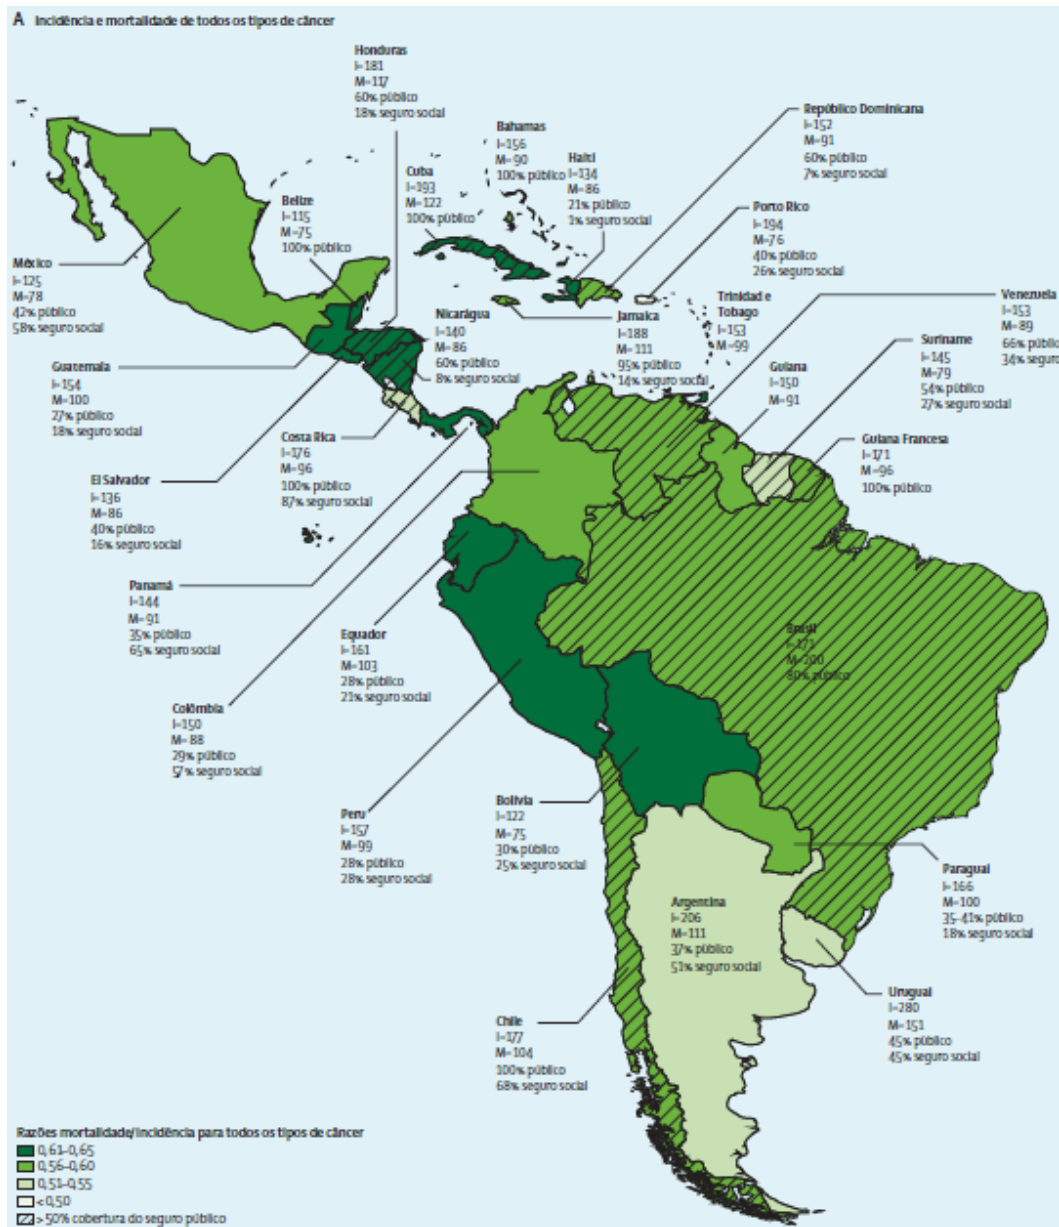 A Incidência e mortalidade de todos os tipos de câncer
Honduras
I=181
M=117
60% público
18% seguro social
Bahamas
I=156
M=90
100% público
Haiti
I=134
M=86
21% público
1% seguro social
Repúblico Dominicana
I=152
M=91
60% público
7% seguro social
Cuba
I=193
M=122
100% público
Belize
I=115
M=75
100% público
Porto Rico
I=194
M=76
40% público
26% seguro social
México
I=125
M=78
42% público
58% seguro social
Nicarágua
I=140
M=86
60% público
8% seguro social
Jamaica
I=188
M=111
95% público
14% seguro social
Trinidad e
Tobago
I=153
M=99
Venezuela
I=153
M=89
66% públic
34% seguro
Suriname
I=145
M=79
54% público
27% seguro social
Guatemala
I=154
M=100
27% público
18% seguro social
Guiana
I=150
M=91
Costa Rica
I=176
M=96
100% público
87% seguro social
Guiana Francesa
I=171
M=96
100% público
El Salvador
I=136
M=86
40% público
16% seguro social
Panamá
I=144
M=91
35% público
65% seguro social
Equador
I=161
M=103
28% público
21% seguro social
Brasil
M=200
80% público
Colômbia
I=150
M=88
29% público
57% seguro social
Peru
I=157
M=99
28% público
28% seguro social
Bolívia
I=122
M=75
30% público
25% seguro social
Paraguai
I=166
M=100
35-41% público
18% seguro social
Argentina
I=206
M=111
37% público
51% seguro social
Uruguai
I=280
M=151
45% público
45% seguro social
Chile
I=177
M=104
100% público
68% seguro social
Razões mortalidade/incidência para todos os tipos de câncer
0,61–0,65
0,56–0,60
0,51–0,55
<0,50
>50% cobertura do seguro público